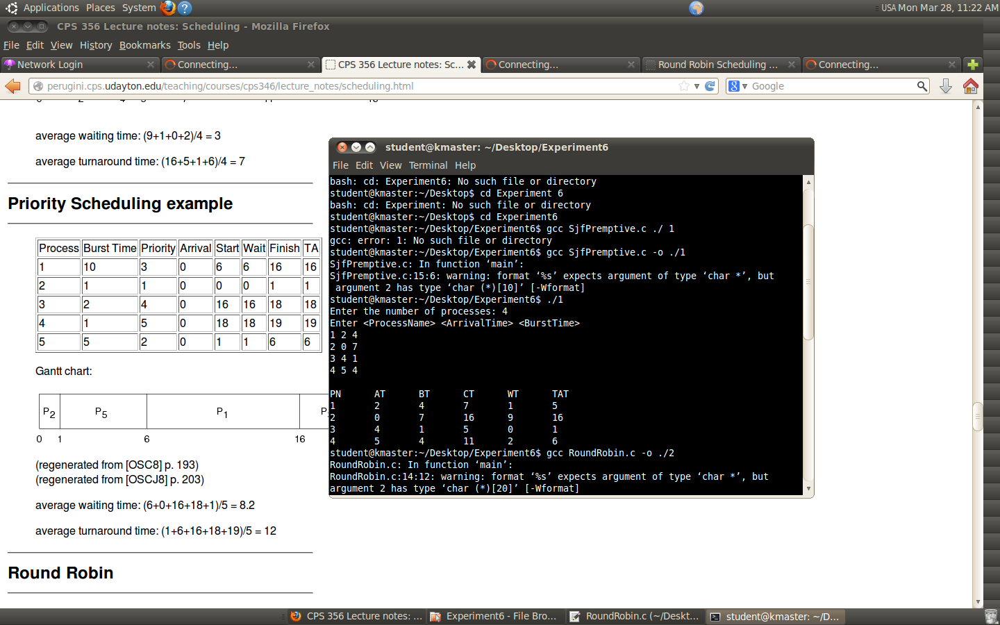 Applications Places System
USA Mon Mar 28, 11:22 AM
CPS 356 Lecture notes: Scheduling - Mozilla Firefox
File Edit View History Bookmarks Tools Help
Network Login
Connecting...
CPS 356 Lecture notes: Sc...
Connecting...
Round Robin Scheduling ...
Connecting...
perugini.cps.udayton.edu/teaching/courses/cps346/lecture_notes/scheduling.html
Google
average waiting time: (9+1+0+2)/4 = 3
average turnaround time: (16+5+1+6)/4 = 7
Priority Scheduling example
Process Burst Time Priority Arrival Start Wait Finish TA
1 10 3 0 6 6 16 16
2 1 1 0 0 0 1 1
3 2 4 0 16 16 18 18
4 1 5 0 18 18 19 19
5 5 2 0 1 1 6 6
Gantt chart:
P2 P5 P1 P
0 1 6 16
(regenerated from [OSC8] p. 193)
(regenerated from [OSCJ8] p. 203)
average waiting time: (6+0+16+18+1)/5 = 8.2
average turnaround time: (1+6+16+18+19)/5 = 12
Round Robin
student@kmaster: ~/Desktop/Experiment6
File Edit View Terminal Help
bash: cd: Experiment6: No such file or directory
student@kmaster:~/Desktop$ cd Experiment 6
bash: cd: Experiment: No such file or directory
student@kmaster:~/Desktop$ cd Experiment6
student@kmaster:~/Desktop/Experiment6$ gcc SjfPremptive.c ./ 1
gcc: error: 1: No such file or directory
student@kmaster:~/Desktop/Experiment6$ gcc SjfPremptive.c -o ./1
SjfPremptive.c: In function ‘main’:
SjfPremptive.c:15:6: warning: format ‘%s’ expects argument of type ‘char *’, but
argument 2 has type ‘char (*)[10]’ [-Wformat]
student@kmaster:~/Desktop/Experiment6$ ./1
Enter the number of processes: 4
Enter <ProcessName> <ArrivalTime> <BurstTime>
1 2 4
2 0 7
3 4 1
4 5 4
PN AT BT CT WT TAT
1 2 4 7 1 5
2 0 7 16 9 16
3 4 1 5 0 1
4 5 4 11 2 6
student@kmaster:~/Desktop/Experiment6$ gcc RoundRobin.c -o ./2
RoundRobin.c: In function ‘main’:
RoundRobin.c:14:12: warning: format ‘%s’ expects argument of type ‘char *’, but
argument 2 has type ‘char (*)[20]’ [-Wformat]
CPS 356 Lecture notes: ...
Experiment6 - File Bro...
RoundRobin.c (~/Deskt...
student@kmaster: ~/D...